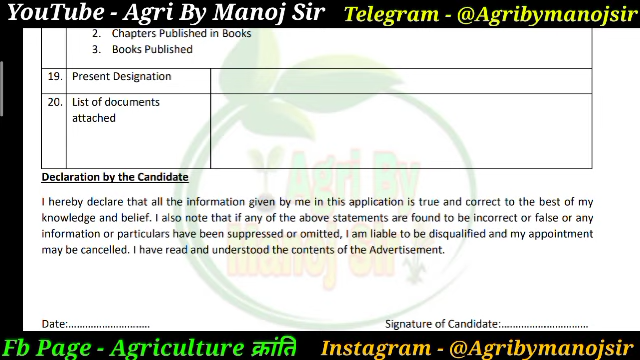 YouTube - Agri By Manoj Sir Telegram - @Agribymanojsir
2. Chapters Published in Books
3. Books Published
19. Present Designation
20. List of documents
attached
Agri By
Manoj Sir
Declaration by the Candidate
I hereby declare that all the information given by me in this application is true and correct to the best of my
knowledge and belief. I also note that if any of the above statements are found to be incorrect or false or any
information or particulars have been suppressed or omitted, I am liable to be disqualified and my appointment
may be cancelled. I have read and understood the contents of the Advertisement.
Date:............................ Signature of Candidate:...............................
Fb Page - Agriculture क्रांति Instagram - @Agribymanojsir